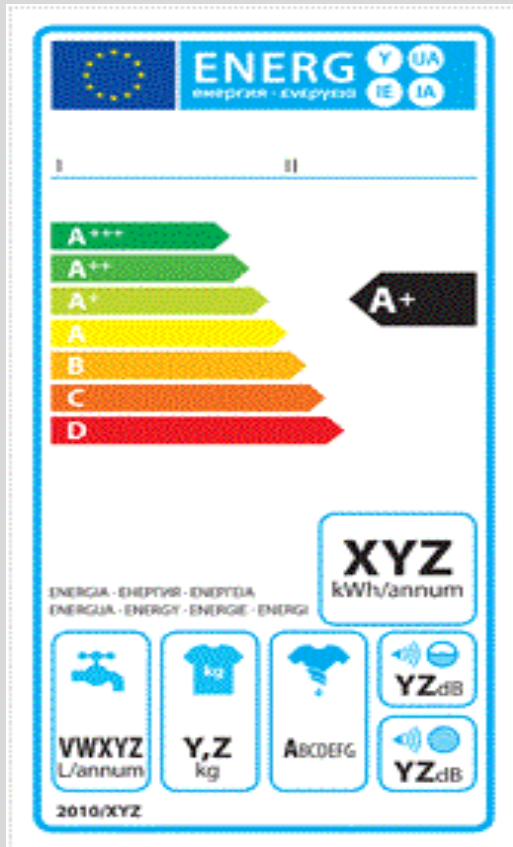 ENERG Y UA
енергия · ενεργεια IE IA
I II
A+++
A++
A+
A+
A
B
C
D
XYZ
kWh/annum
ENERGIA · ЕНЕРГИЯ · ΕΝΕΡΓΕΙΑ
ENERGIJA · ENERGY · ENERGIE · ENERGI
YZdB
VWXYZ
L/annum
kg
Y,Z
kg
ABCDEFG
YZdB
2010/XYZ